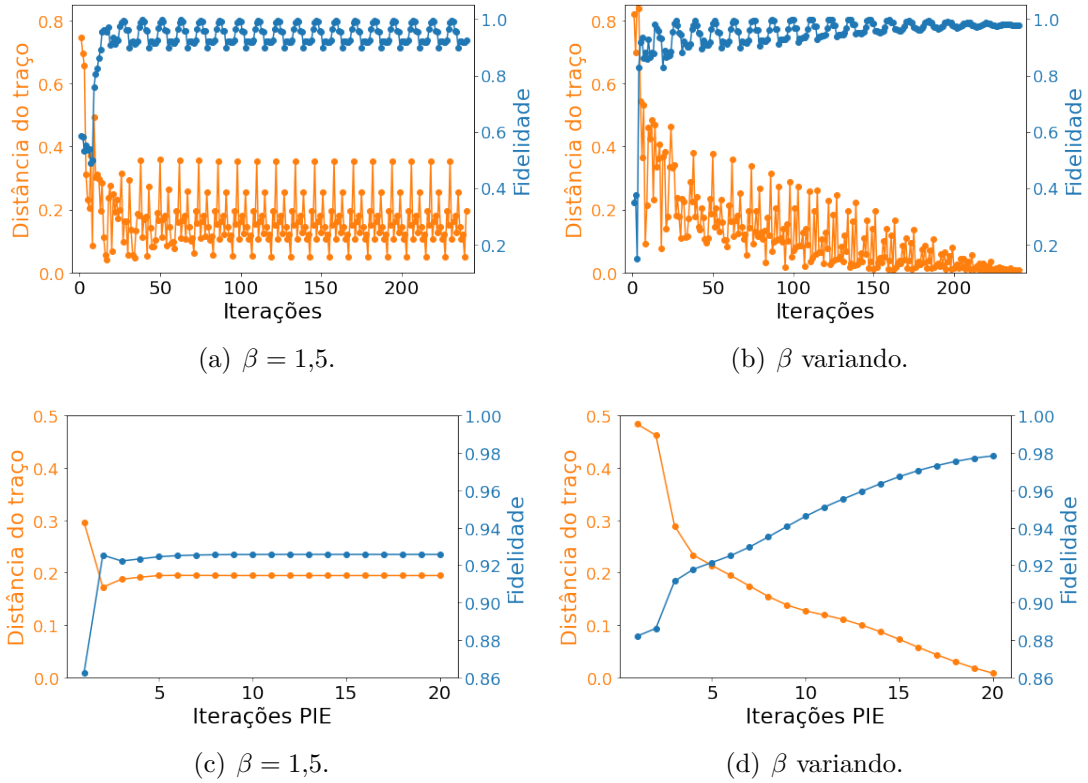 0.8
0.6
0.4
0.2
0.0
Distância do traço
1.0
0.8
0.6
0.4
0.2
Fidelidade
0 50 100 150 200
Iterações
(a) β = 1,5.
0.8
0.6
0.4
0.2
0.0
Distância do traço
1.0
0.8
0.6
0.4
0.2
Fidelidade
0 50 100 150 200
Iterações
(b) β variando.
0.5
0.4
0.3
0.2
0.1
0.0
Distância do traço
1.00
0.98
0.96
0.94
0.92
0.90
0.88
0.86
Fidelidade
5 10 15 20
Iterações PIE
(c) β = 1,5.
0.5
0.4
0.3
0.2
0.1
0.0
Distância do traço
1.00
0.98
0.96
0.94
0.92
0.90
0.88
0.86
Fidelidade
5 10 15 20
Iterações PIE
(d) β variando.